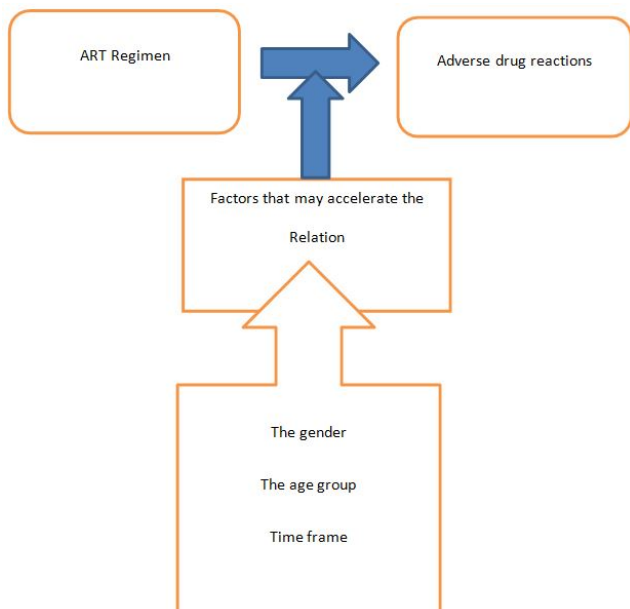 ART Regimen
Adverse drug reactions
Factors that may accelerate the
Relation
The gender
The age group
Time frame